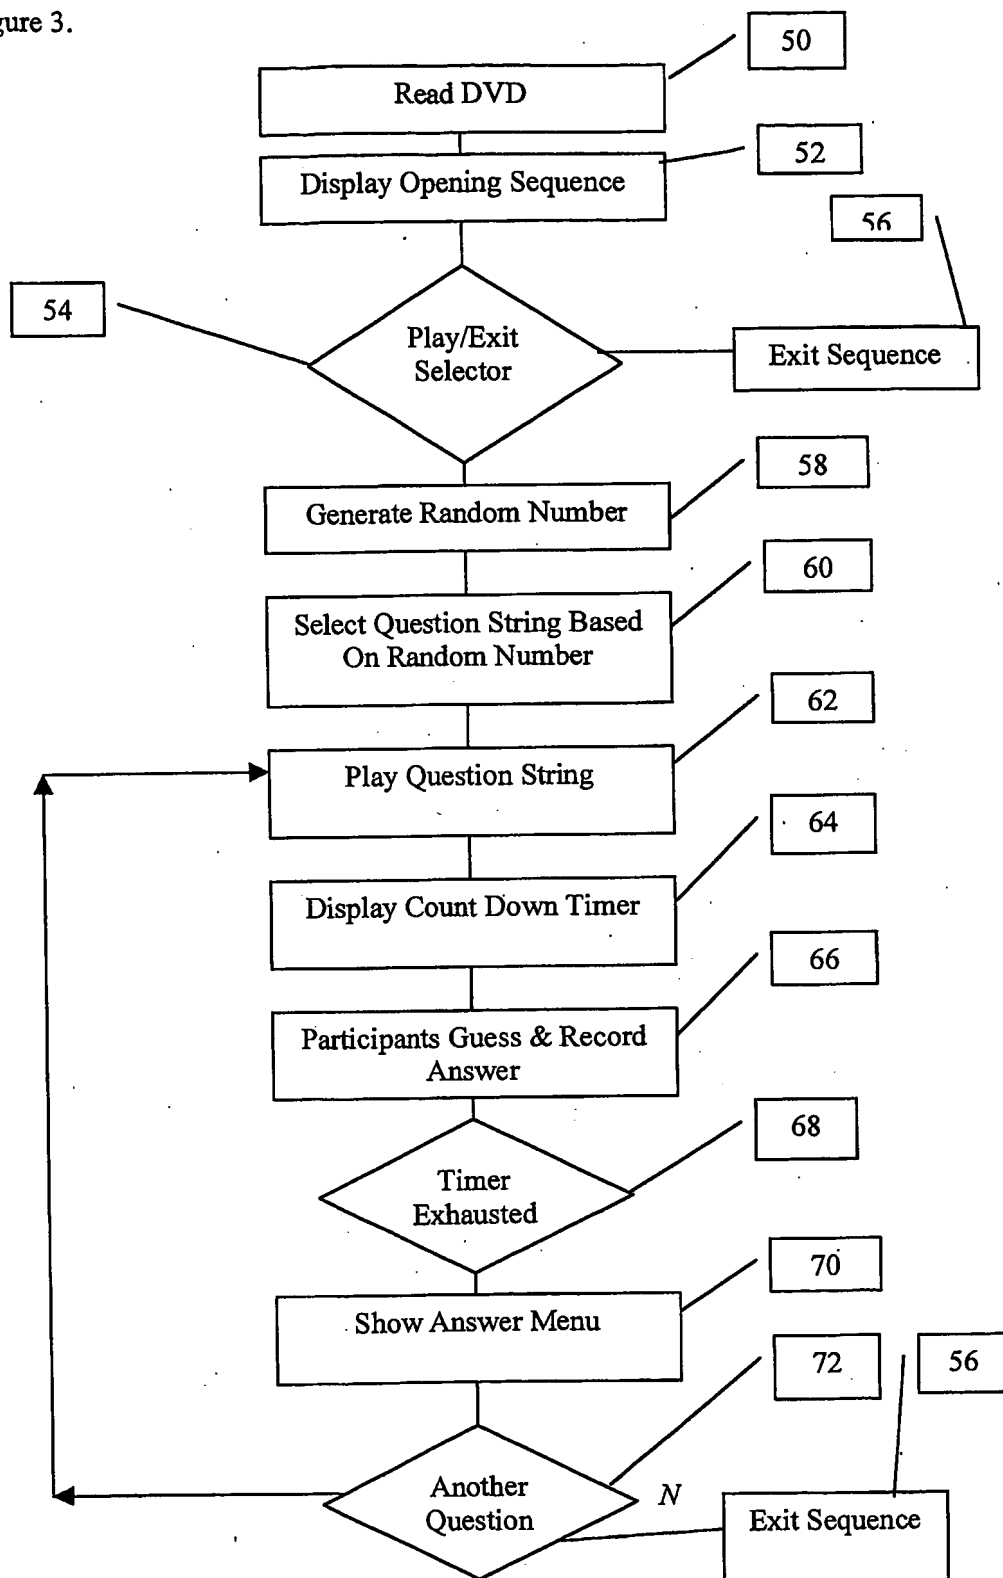 gure 3.
50
Read DVD
52
Display Opening Sequence
56
54
Play/Exit
Selector
Exit Sequence
58
Generate Random Number
60
Select Question String Based
On Random Number
62
Play Question String
64
Display Count Down Timer
66
Participants Guess & Record
Answer
68
Timer
Exhausted
70
Show Answer Menu
72
56
Another
Question
N
Exit Sequence